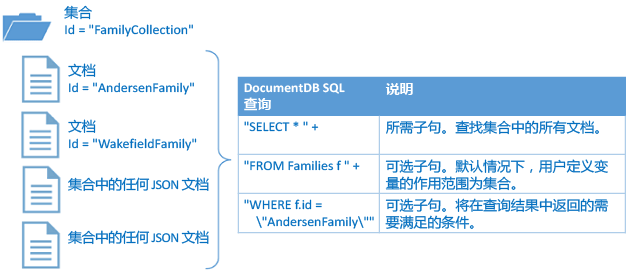 集合
Id = "FamilyCollection"
文档
Id = "AndersenFamily"
文档
Id = "WakefieldFamily"
集合中的任何 JSON 文档
集合中的任何 JSON 文档
DocumentDB SQL
查询
说明
"SELECT * " +
所需子句。查找集合中的所有文档。
"FROM Families f " +
可选子句。默认情况下，用户定义变
量的作用范围为集合。
"WHERE f.id =
\"AndersenFamily\""
可选子句。将在查询结果中返回的需
要满足的条件。